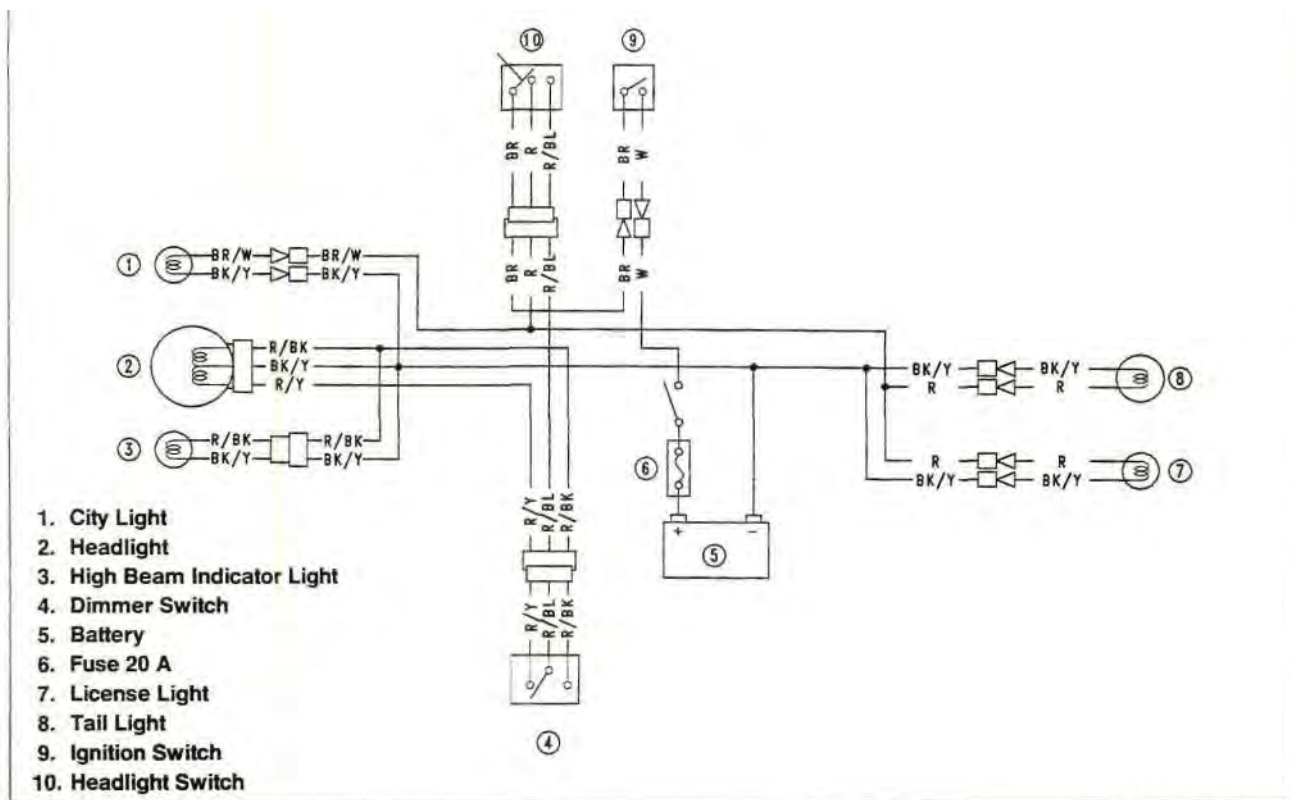 10
9
BR
R
R/BL
BR
W
BR
R
R/BL
BR
W
1
BR/W
BR/W
BK/Y
BK/Y
2
R/BK
BK/Y
R/Y
3
R/BK
R/BK
BK/Y
BK/Y
BK/Y
BK/Y
8
R
R
6
R
R
7
BK/Y
BK/Y
R/Y
R/BL
R/BK
+
-
5
R/Y
R/BL
R/BK
4
1. City Light
2. Headlight
3. High Beam Indicator Light
4. Dimmer Switch
5. Battery
6. Fuse 20 A
7. License Light
8. Tail Light
9. Ignition Switch
10. Headlight Switch